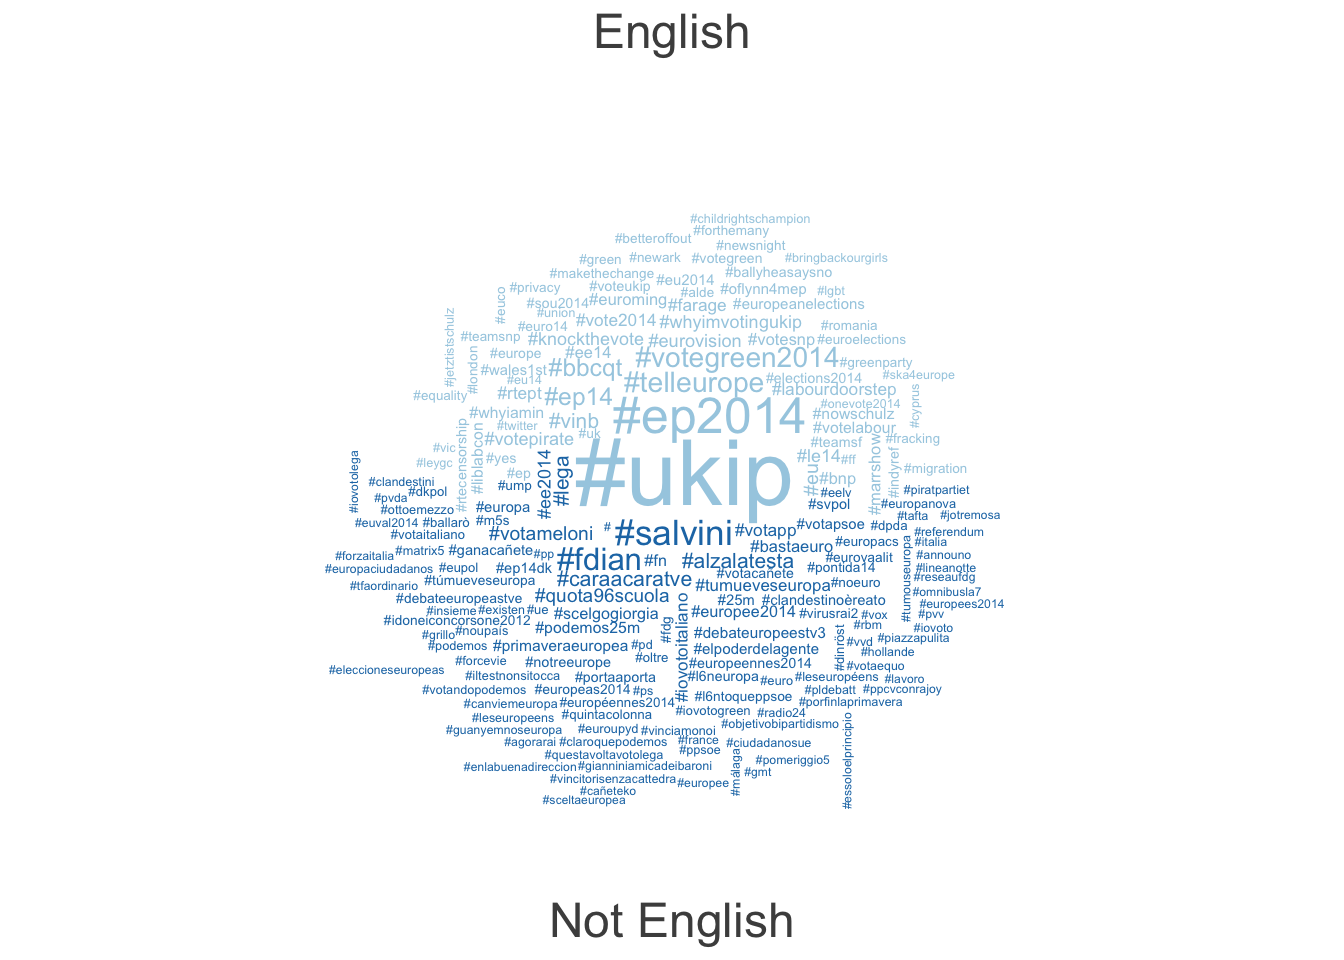 English
#childrightschampion
#forthemany
#betteroffout
#newsnight
#green #newark #votegreen #bringbackourgirls
#makethechange #eu2014 #ballyheasaysno
#privacy #voteukip #alde #oflynn4mep #lgbt
#euco #sou2014 #euroming #farage #europeanelections
#union
#jetztistschulz #euro14 #vote2014 #whyimvotingukip #romania
#teamsnp #knockthevote #eurovision #votesnp #euroelections
#london #europe #ee14 #votegreen2014 #greenparty
#wales1st #bbcqt
#eu14 #telleurope #elections2014 #ska4europe
#equality #rtept #ep14 #labourdoorstep #cyprus
#whyiamin #vinb #ep2014 #onevote2014
#twitter #nowschulz
#votepirate #uk #votelabour
#vic #liblabcon #yes #teamsf #fracking
#leygc #rtecensorship #ep #ukip #le14 #ff #marrshow #indyref #migration
#eu #bnp
#iovotolega #clandestini #ump #ee2014 #lega #eelv #piratpartiet
#pvda #dkpol #svpol #europanova
#ottoemezzo #europa #tafta #jotremosa
#euval2014 #ballarò #m5s # #salvini #votapp #votapsoe #dpda
#votaitaliano #votameloni #referendum
#matrix5 #ganacañete #bastaeuro #europacs #italia
#forzaitalia #pp #fdian #fn #alzalatesta #eurovaalit #announo
#europaciudadanos #eupol #ep14dk #votacañete #pontida14 #lineanotte
#tfaordinario #túmueveseuropa #caraacaratve #tumueveseuropa #noeuro #tumouseuropa #reseaufdg
#debateeuropeastve #quota96scuola #25m #clandestinoèreato #omnibusla7
#insieme #existen #ue #scelgogiorgia #iovotoitaliano #europee2014 #virusrai2 #vox #pvv #europees2014
#idoneiconcorsone2012 #rbm #iovoto
#grillo #noupaís #podemos25m #fdg #debateeuropeestv3 #dinröst #vvd #piazzapulita
#podemos #primaveraeuropea #pd #elpoderdelagente #hollande
#forcevie #notreeurope #oltre #europeennes2014 #votaequo
#eleccioneseuropeas #iltestnonsitocca #portaaporta #l6neuropa #euro #leseuropéens #lavoro
#votandopodemos #europeas2014 #ps #l6ntoqueppsoe #pldebatt #ppcvconrajoy
#canviemeuropa #européennes2014 #porfinlaprimavera
#leseuropeens #quintacolonna #iovotogreen #radio24
#guanyemnoseuropa #euroupyd #vinciamonoi #objetivobipartidismo
#agorarai #claroquepodemos #france #ciudadanosue #essoloelprincipio
#questavoltavotolega #ppsoe
#enlabuenadireccion #gianniniamicadeibaroni #málaga #pomeriggio5
#vincitorisenzacattedra #europee #gmt
#cañeteko
#sceltaeuropea
Not English